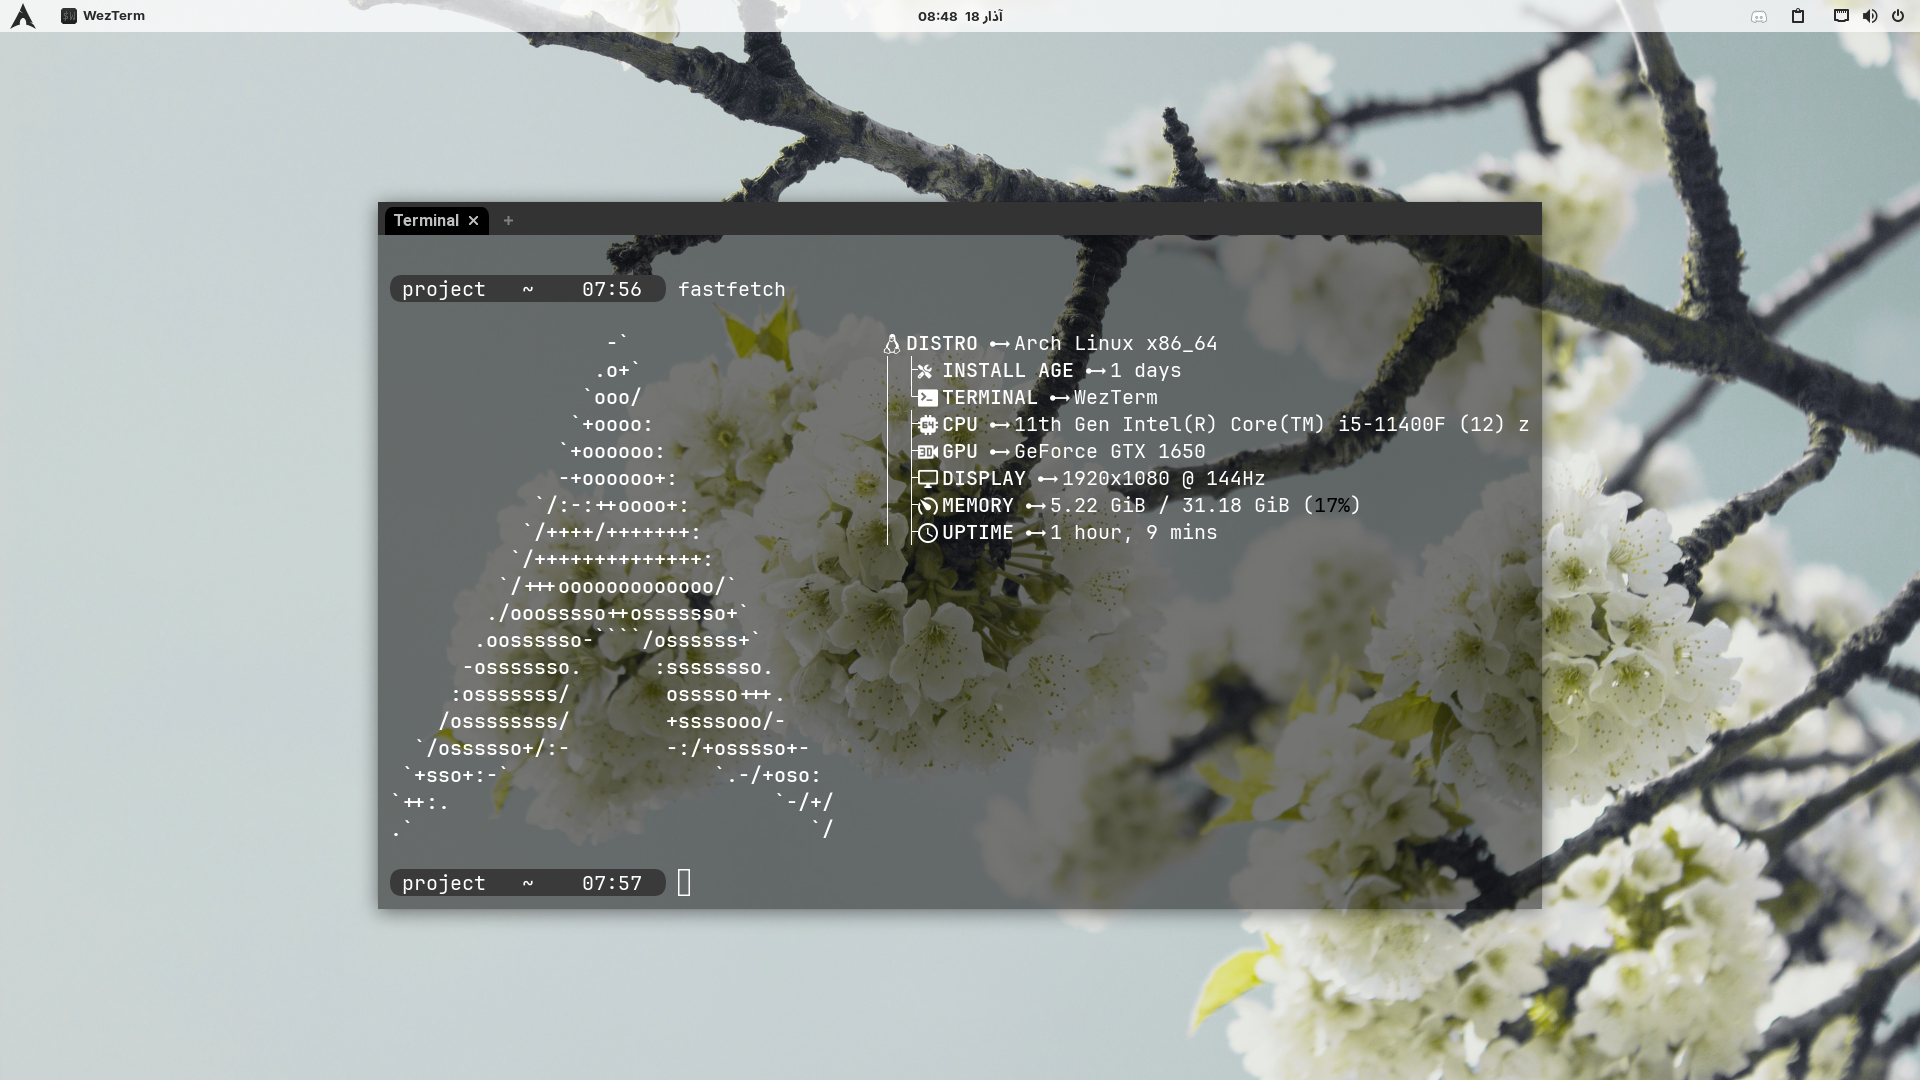 WezTerm
08:48 18 آذار
Terminal × +
project ~ 07:56 fastfetch
-`
.o+`
`ooo/
`+oooo:
`+oooooo:
-+oooooo+:
`/:-:++oooo+:
`/++++/+++++++:
`/++++++++++++++:
`/+++ooooooooooooo/`
./ooosssso++osssssso+`
.oossssso-````/ossssss+`
-osssssso. :ssssssso.
:osssssss/ osssso+++.
/ossssssss/ +ssssooo/-
`/ossssso+/:- -:/+osssso+-
`+sso+:-` `.-/+oso:
`++:. `-/+/
.` `/
DISTRO Arch Linux x86_64
INSTALL AGE 1 days
TERMINAL WezTerm
CPU 11th Gen Intel(R) Core(TM) i5-11400F (12) z
GPU GeForce GTX 1650
DISPLAY 1920x1080 @ 144Hz
MEMORY 5.22 GiB / 31.18 GiB (17%)
UPTIME 1 hour, 9 mins
project ~ 07:57